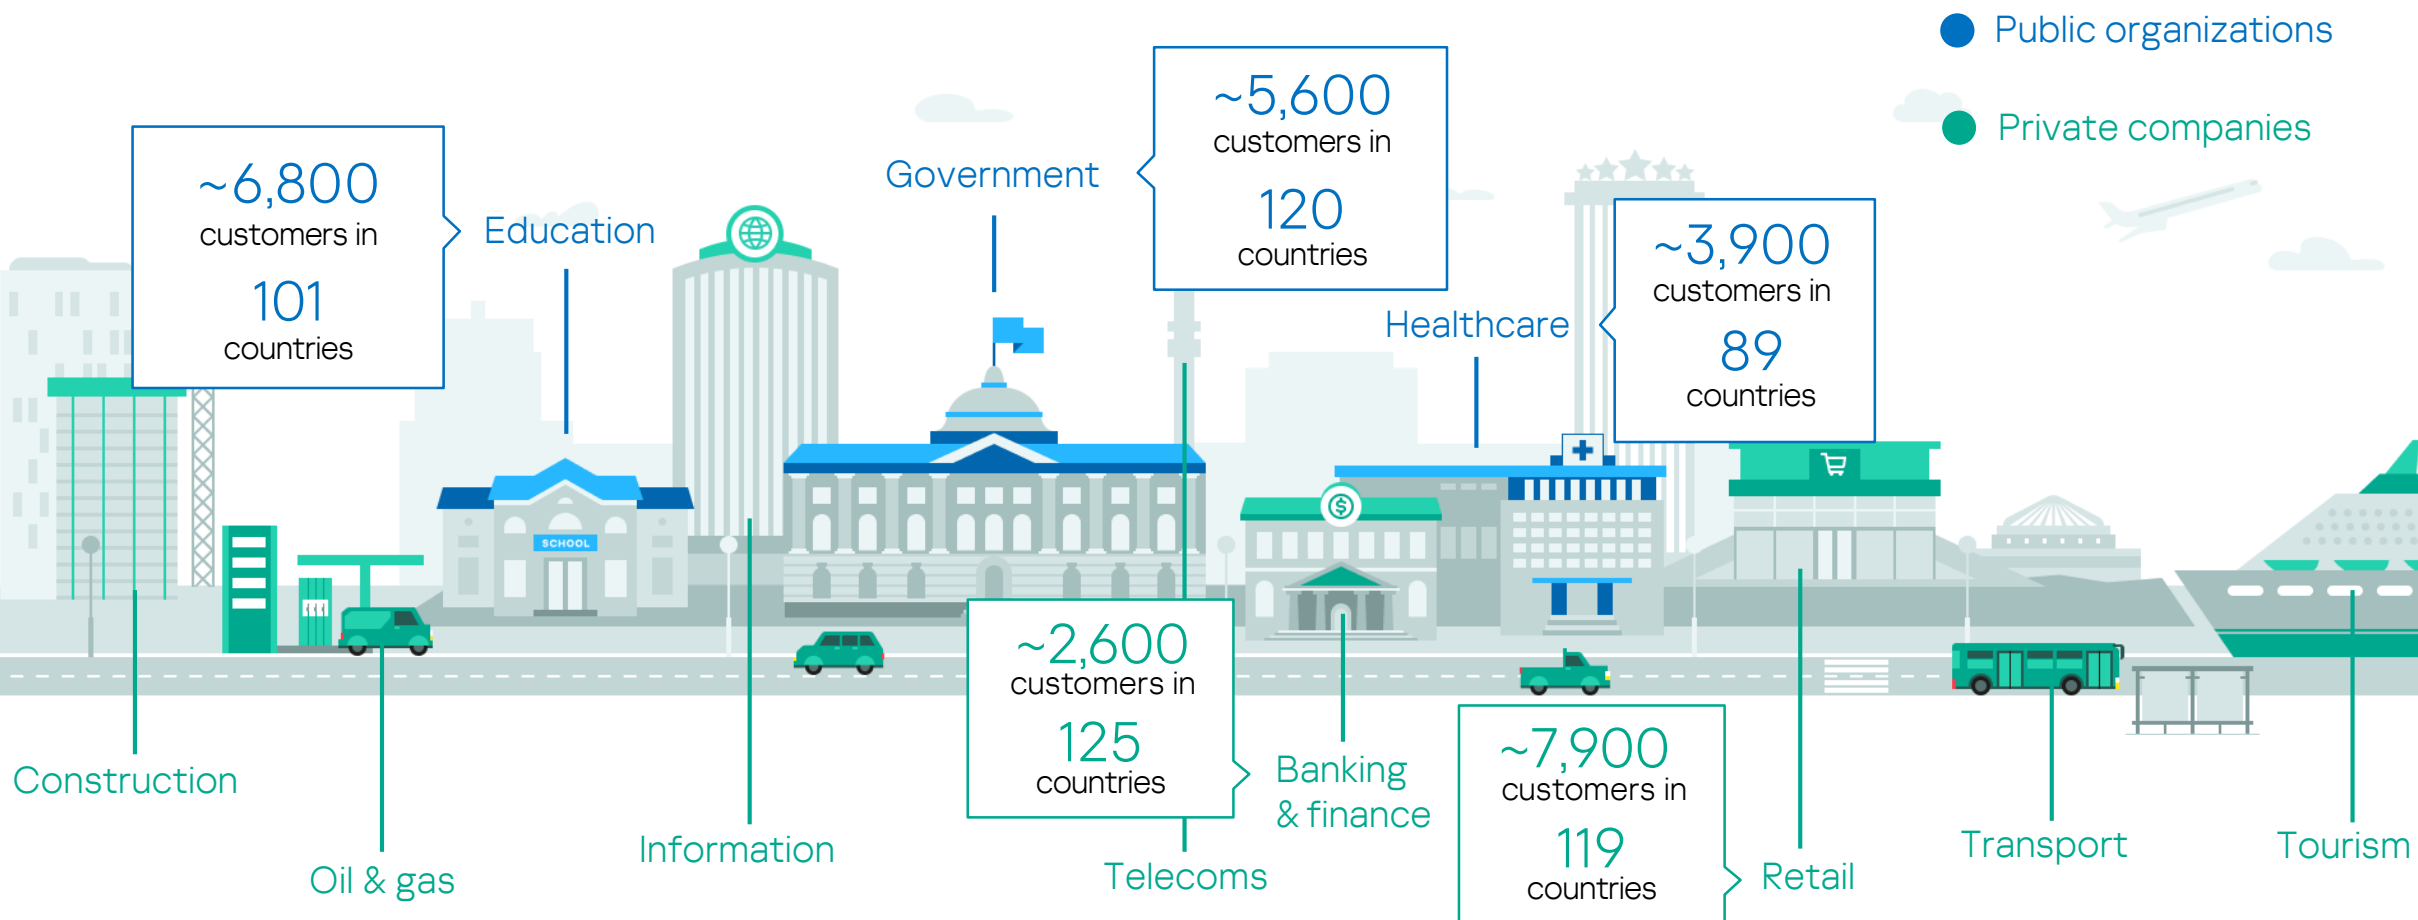 Public organizations
Private companies
~6,800
customers in
101
countries
Education
Government
~5,600
customers in
120
countries
Healthcare
~3,900
customers in
89
countries
SCHOOL
Construction
Oil & gas
Information
~2,600
customers in
125
countries
Telecoms
Banking
& finance
~7,900
customers in
119
countries
Retail
Transport
Tourism